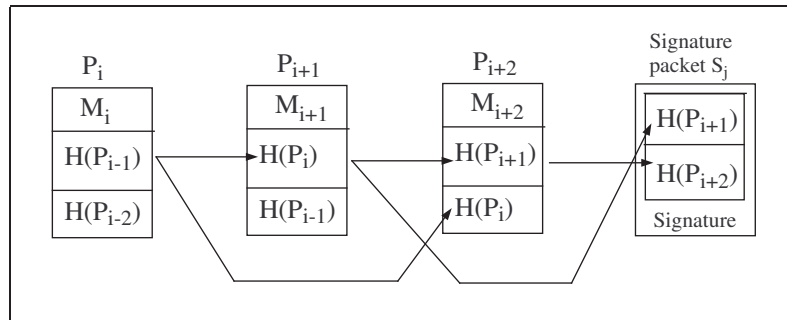 P_i
M_i
H(P_{i-1})
H(P_{i-2})
P_{i+1}
M_{i+1}
H(P_i)
H(P_{i-1})
P_{i+2}
M_{i+2}
H(P_{i+1})
H(P_i)
Signature
packet S_j
H(P_{i+1})
H(P_{i+2})
Signature